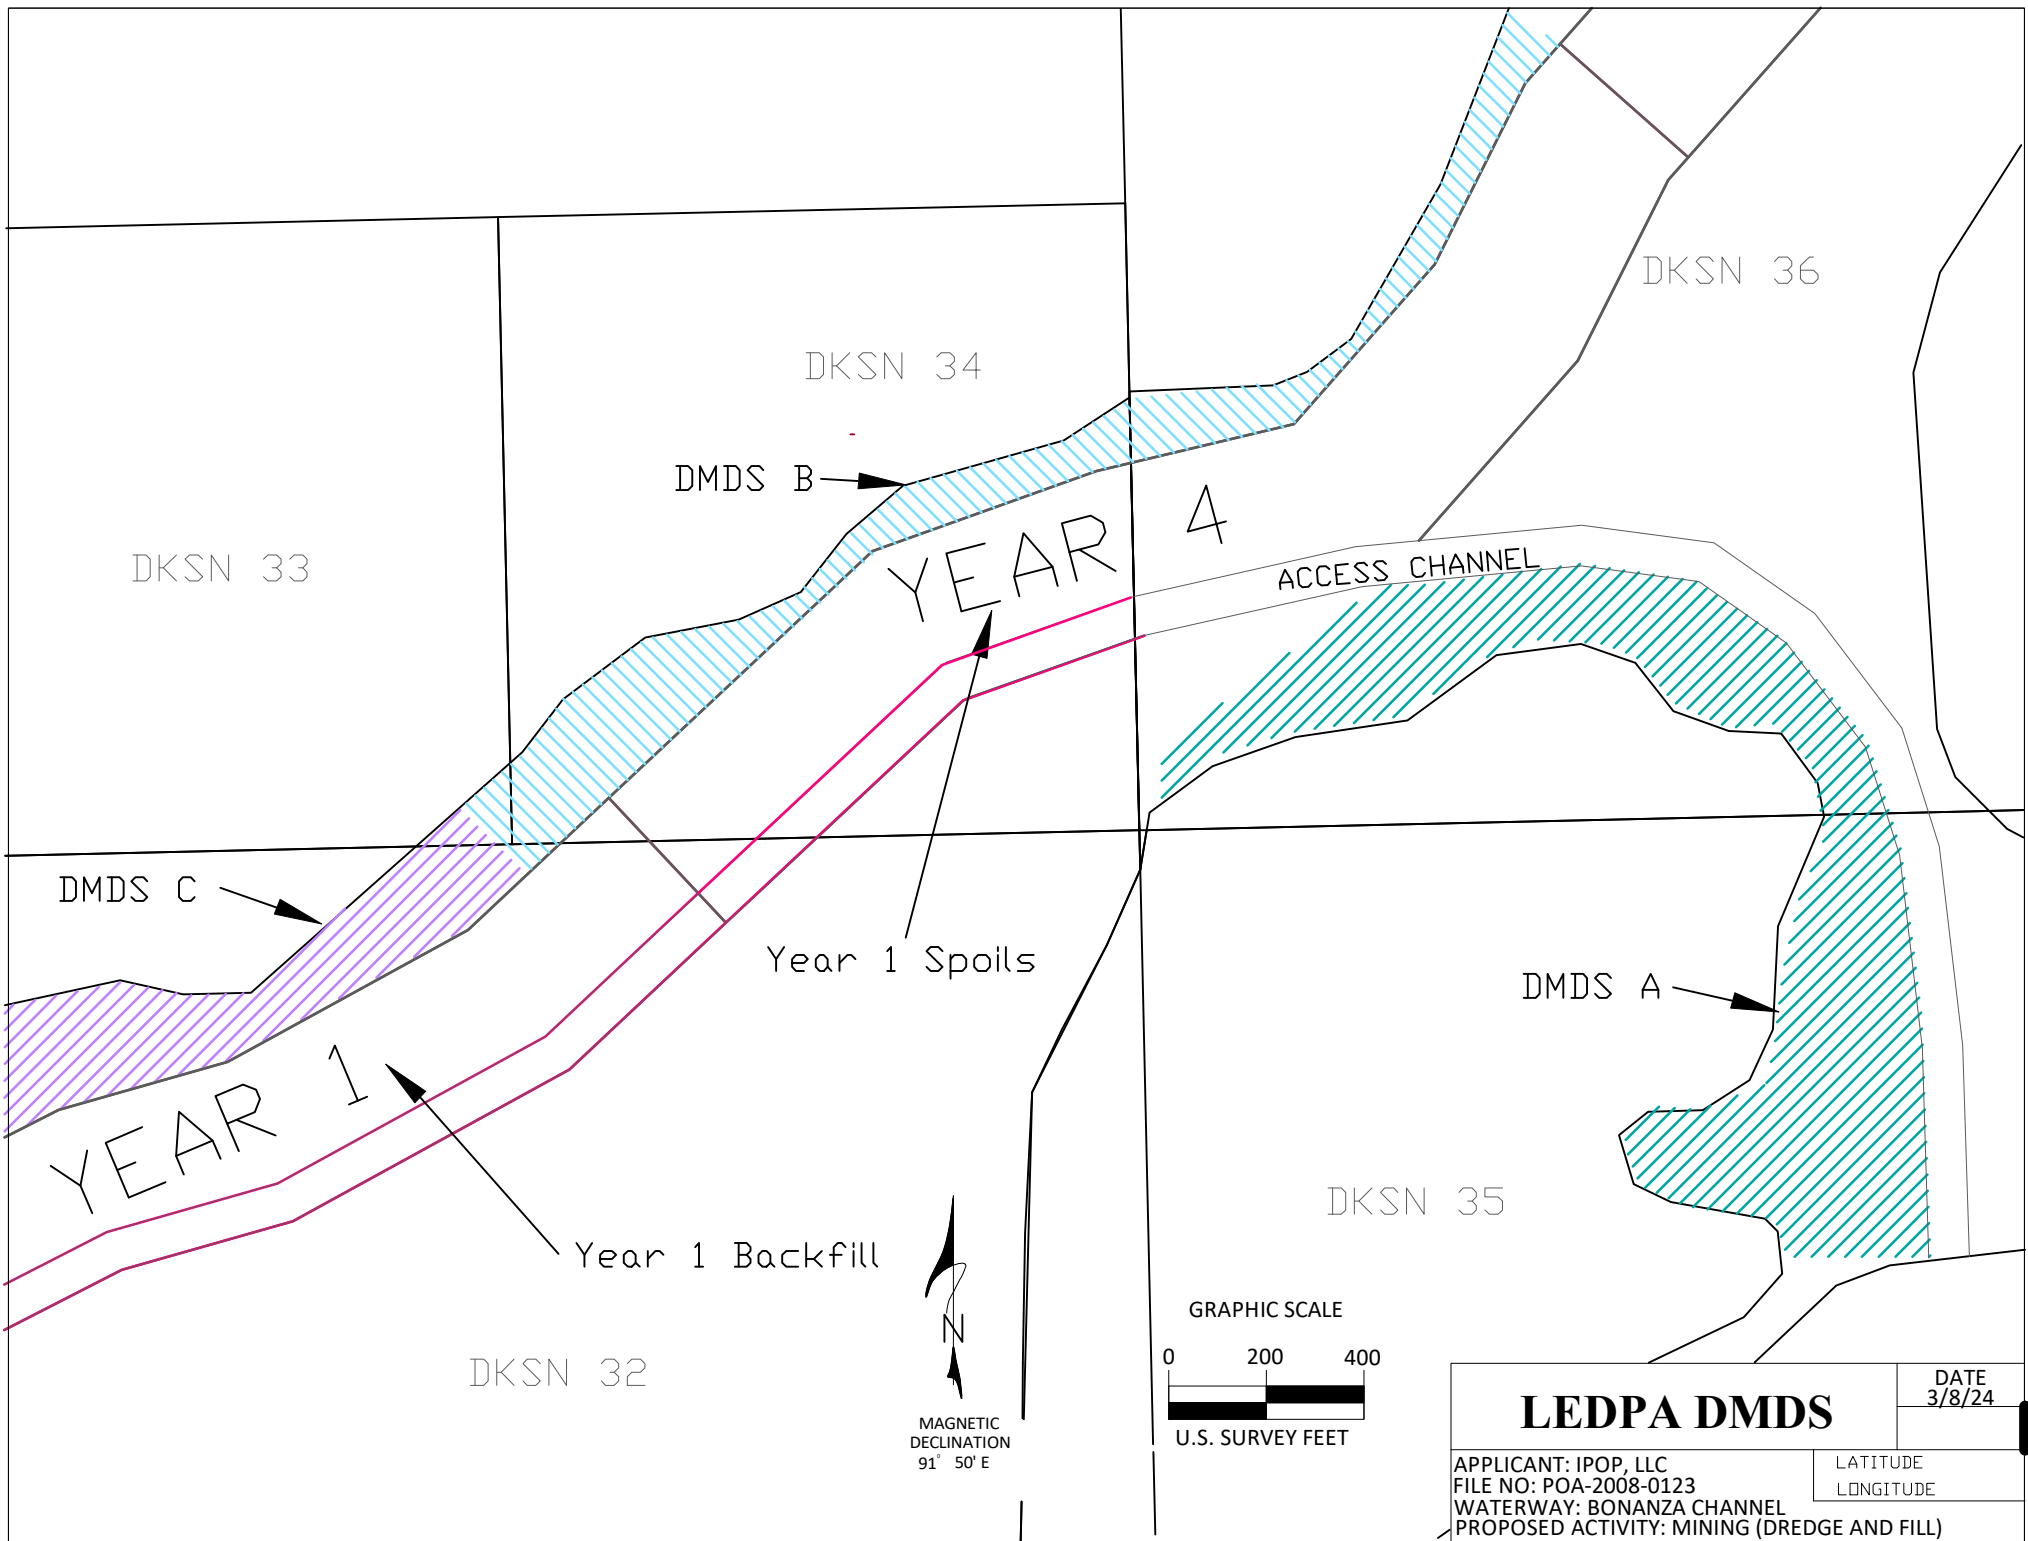 DKSN 36
DKSN 34
DMDS B
YEAR 4
DKSN 33
ACCESS CHANNEL
DMDS C
Year 1 Spoils
DMDS A
YEAR 1
DKSN 35
Year 1 Backfill
DKSN 32
N
MAGNETIC
DECLINATION
91° 50' E
GRAPHIC SCALE
0 200 400
U.S. SURVEY FEET
LEDPA DMDS
DATE
3/8/24
APPLICANT: IPOP, LLC
FILE NO: POA-2008-0123
WATERWAY: BONANZA CHANNEL
PROPOSED ACTIVITY: MINING (DREDGE AND FILL)
LATITUDE
LONGITUDE